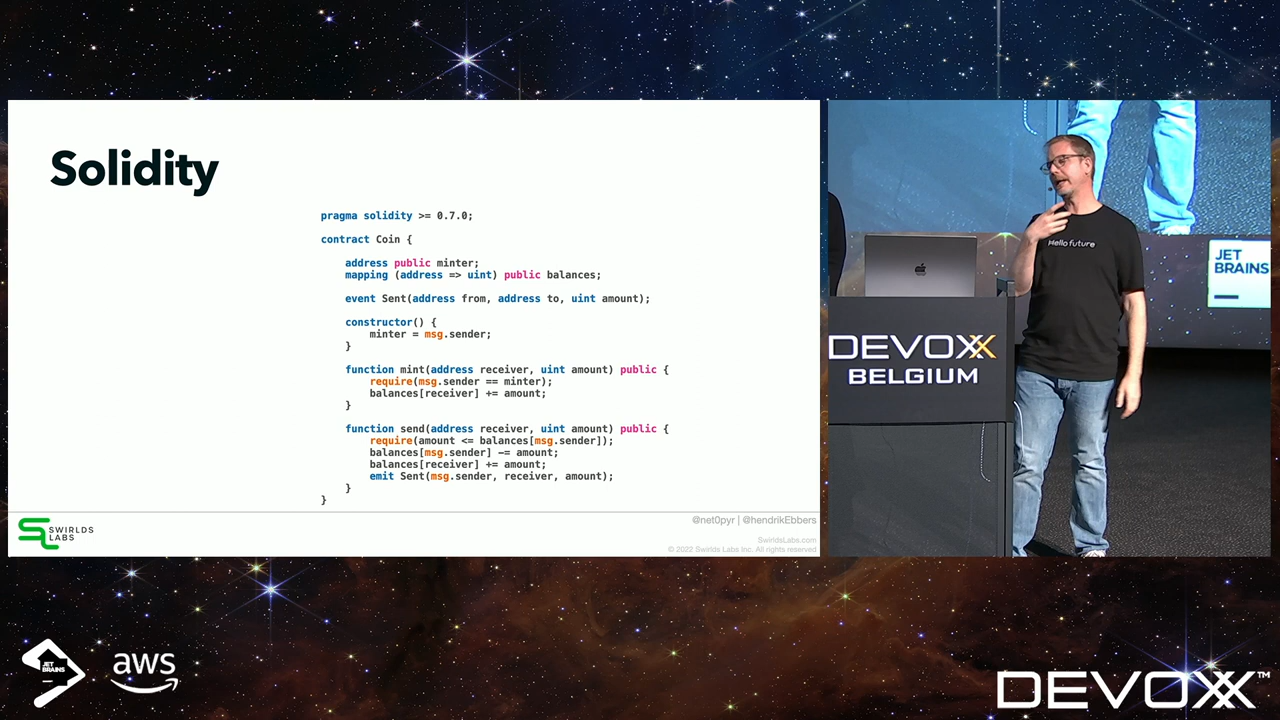 Solidity
pragma solidity >= 0.7.0;
contract Coin {
address public minter;
mapping (address => uint) public balances;
event Sent(address from, address to, uint amount);
constructor() {
minter = msg.sender;
}
function mint(address receiver, uint amount) public {
require(msg.sender == minter);
balances[receiver] += amount;
}
function send(address receiver, uint amount) public {
require(amount <= balances[msg.sender]);
balances[msg.sender] -= amount;
balances[receiver] += amount;
emit Sent(msg.sender, receiver, amount);
}
}
SWIRLDS
LABS
@net0pyr | @hendrikEbbers
SwirldsLabs.com
© 2022 Swirlds Labs Inc. All rights reserved
Hello future
JET
BRAINS
DEVOXX
BELGIUM
JET
BRAINS
aws
DEVOXX™